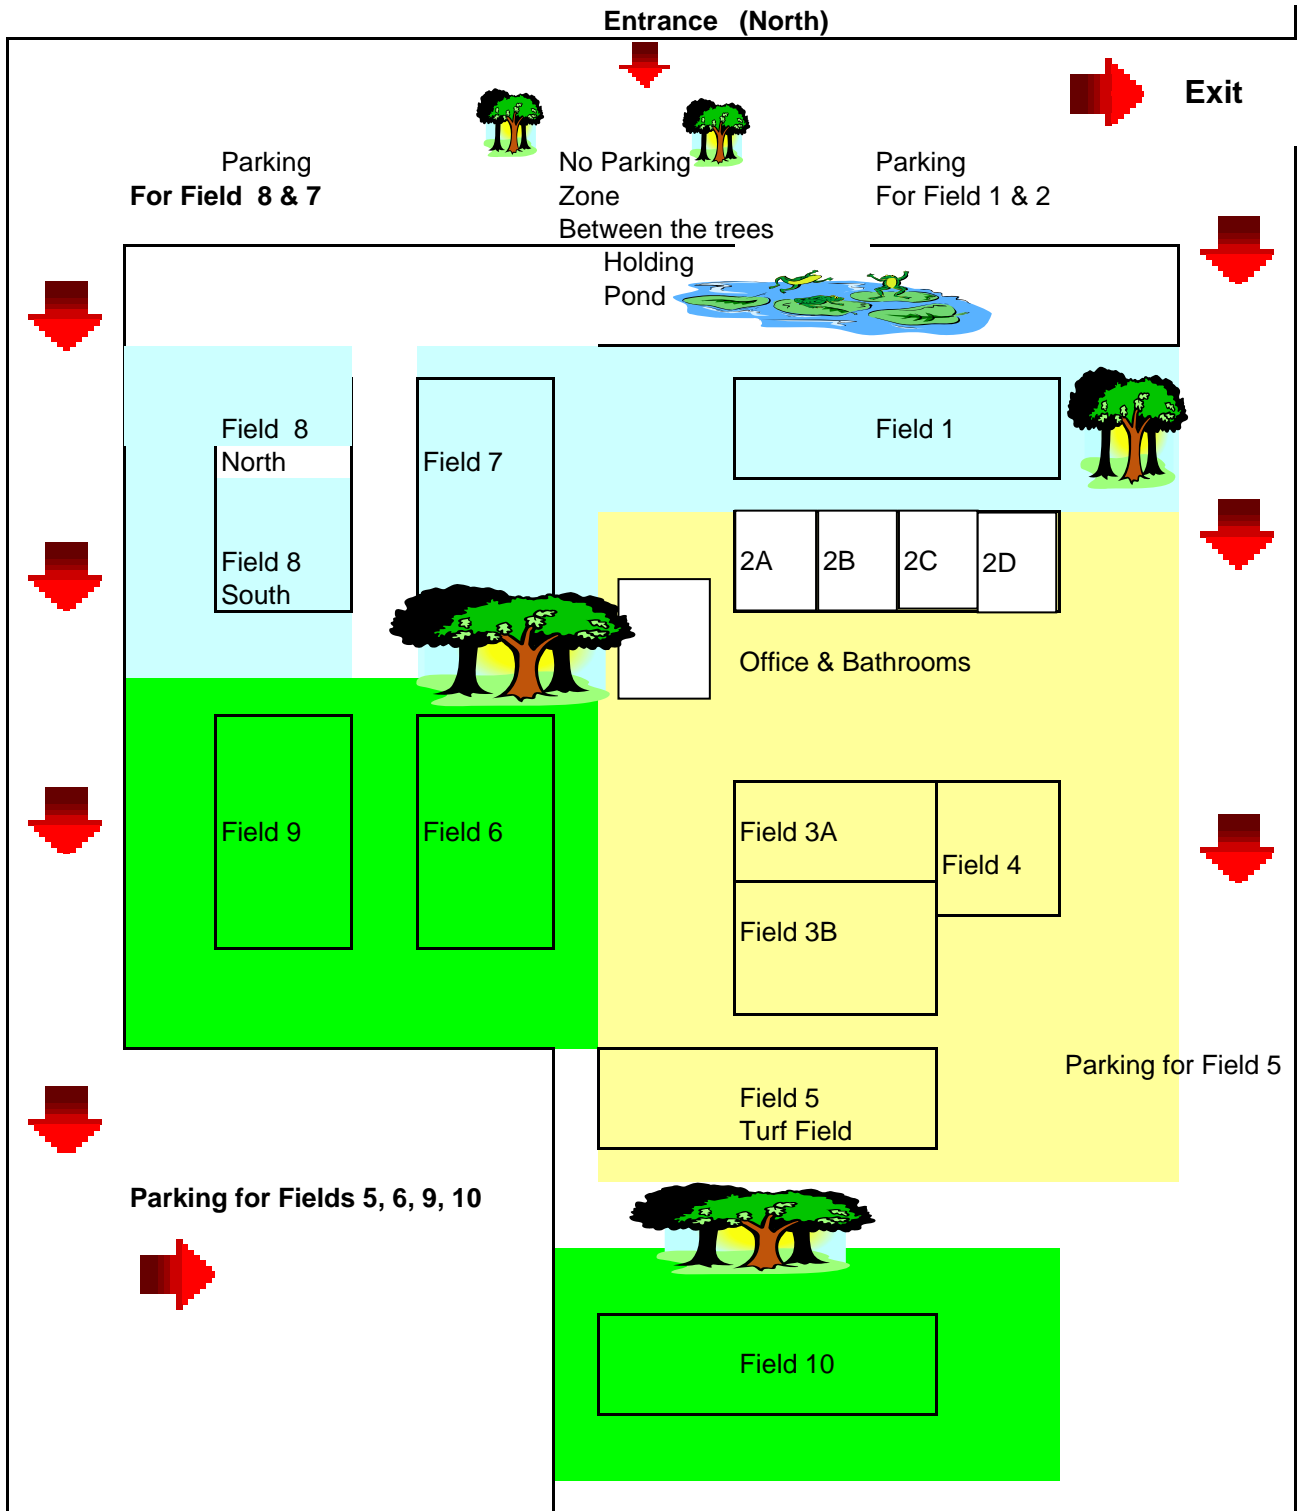 Entrance (North)
Exit
Parking
For Field 8 & 7
No Parking
Zone
Between the trees
Parking
For Field 1 & 2
Holding
Pond
Field 8
North
Field 7
Field 1
Field 8
South
2A
2B
2C
2D
Office & Bathrooms
Field 9
Field 6
Field 3A
Field 4
Field 3B
Parking for Field 5
Field 5
Turf Field
Parking for Fields 5, 6, 9, 10
Field 10